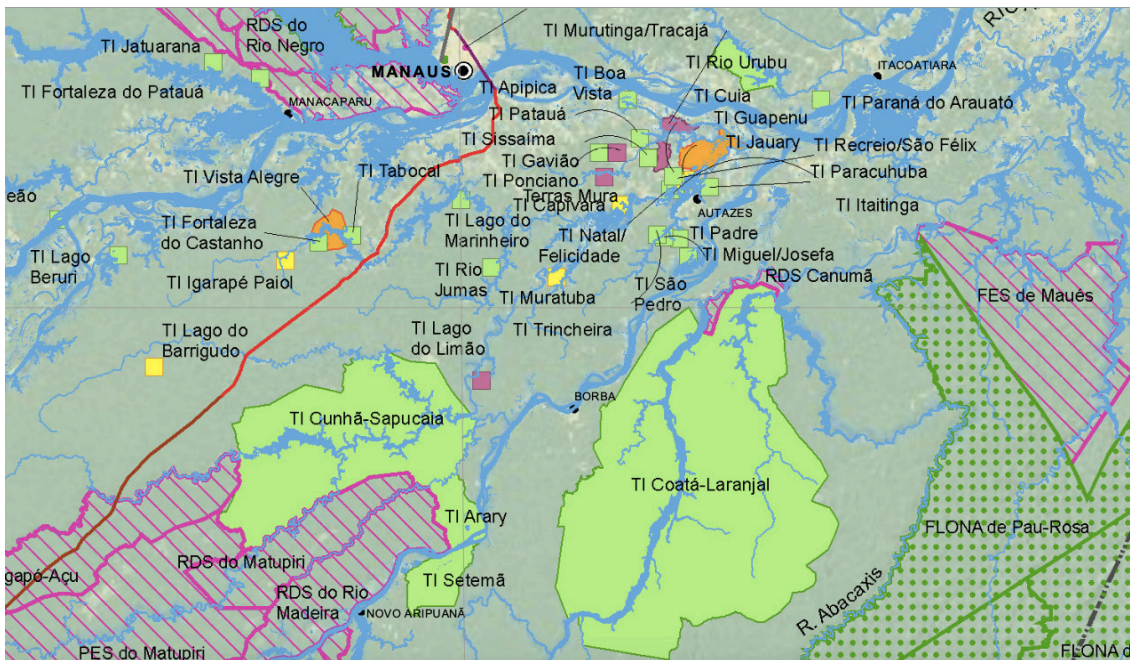 RDS do
Rio Negro
TI Jatuarana
MANAUS
TI Fortaleza do Patauá
MANACAPARU
TI Murutinga/Tracajá
TI Rio Urubu
ITACOATIARA
TI Boa
Vista
TI Apipica
TI Cuia
TI Paraná do Arauató
TI Patauá
TI Guapenu
TI Sissaíma
TI Jauary
TI Recreio/São Félix
TI Gavião
TI Paracuhuba
TI Ponciano
Terras Mura
TI Capivara
AUTAZES
TI Itaitinga
TI Vista Alegre
TI Tabocal
TI Fortaleza
do Castanho
TI Lago do
Marinheiro
TI Natal/
Felicidade
TI Padre
TI Miguel/Josefa
TI Lago
Beruri
TI Igarapé Paiol
TI Rio
Jumas
TI Muratuba
TI São
Pedro
RDS Canumã
FES de Maués
TI Trincheira
TI Lago do
Barrigudo
TI Lago
do Limão
BORBA
TI Cunhã-Sapucaia
TI Coatá-Laranjal
TI Arary
FLONA de Pau-Rosa
RDS do Matupiri
gapó-Açu
TI Setemã
RDS do Rio
Madeira
NOVO ARIPUANÃ
R. Abacaxis
PES do Matupiri
FLONA d